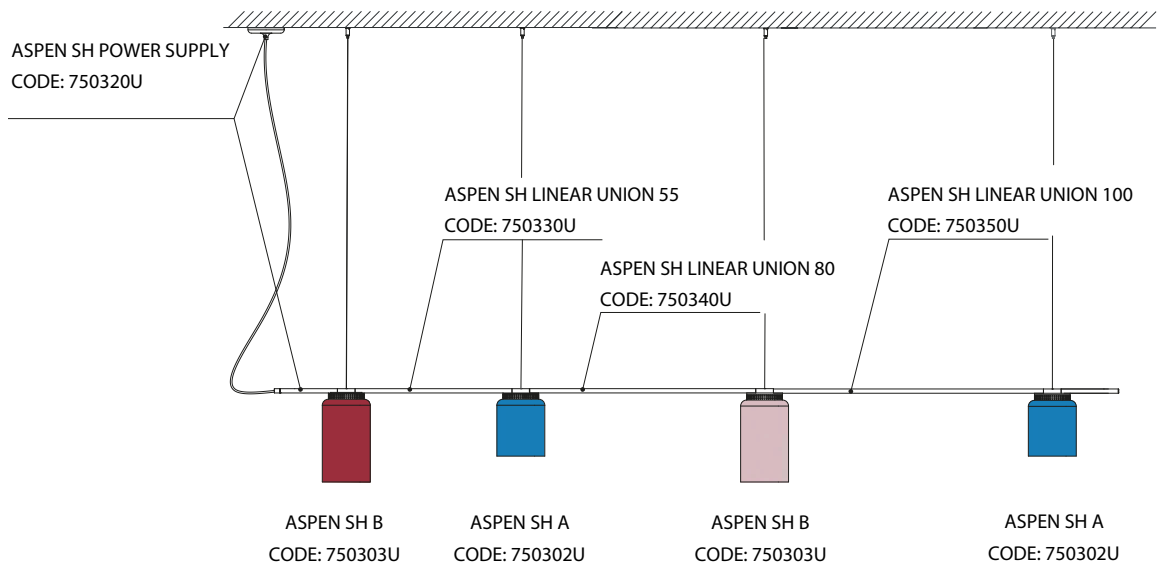 ASPEN SH POWER SUPPLY
CODE: 750320U
ASPEN SH LINEAR UNION 55
CODE: 750330U
ASPEN SH LINEAR UNION 100
CODE: 750350U
ASPEN SH LINEAR UNION 80
CODE: 750340U
ASPEN SH B
CODE: 750303U
ASPEN SH A
CODE: 750302U
ASPEN SH B
CODE: 750303U
ASPEN SH A
CODE: 750302U